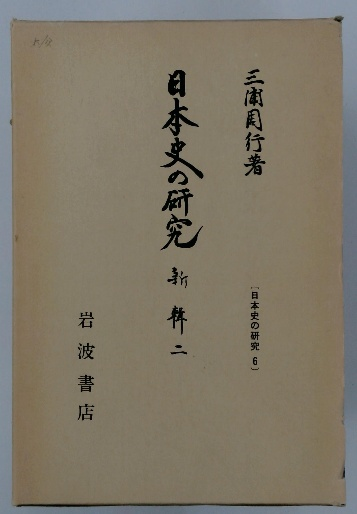 三浦周行著
[日本史の研究 6]
日本史の研究
新輯二
岩波書店